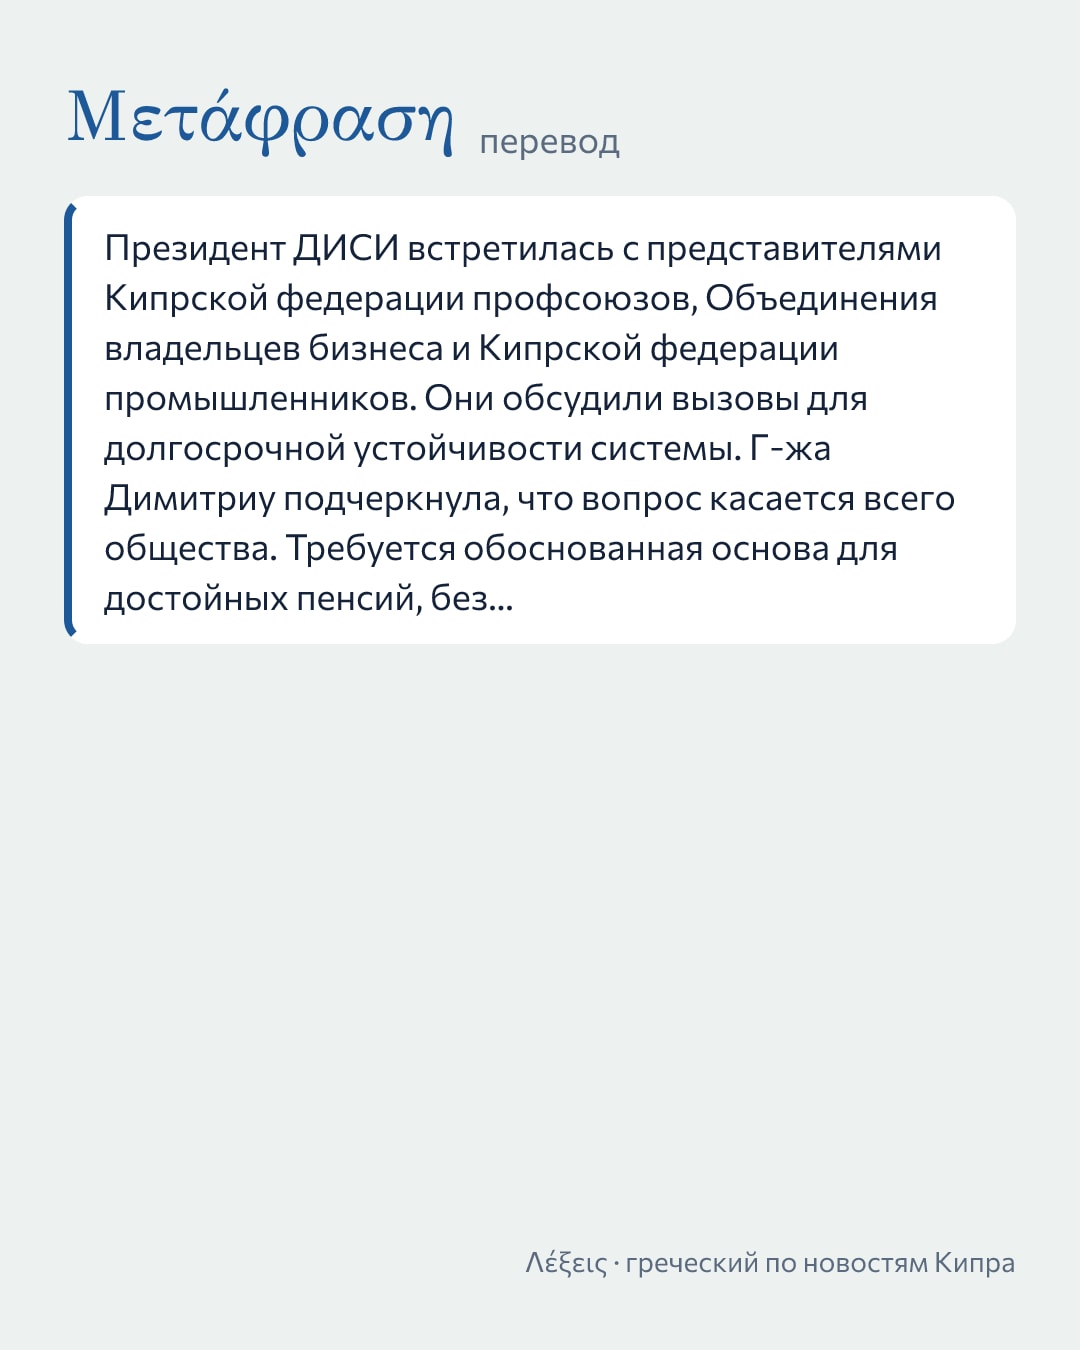 Μετάφραση перевод
Президент ДИСИ встретилась с представителями
Кипрской федерации профсоюзов, Объединения
владельцев бизнеса и Кипрской федерации
промышленников. Они обсудили вызовы для
долгосрочной устойчивости системы. Г-жа
Димитриу подчеркнула, что вопрос касается всего
общества. Требуется обоснованная основа для
достойных пенсий, без...
Λέξεις · греческий по новостям Кипра